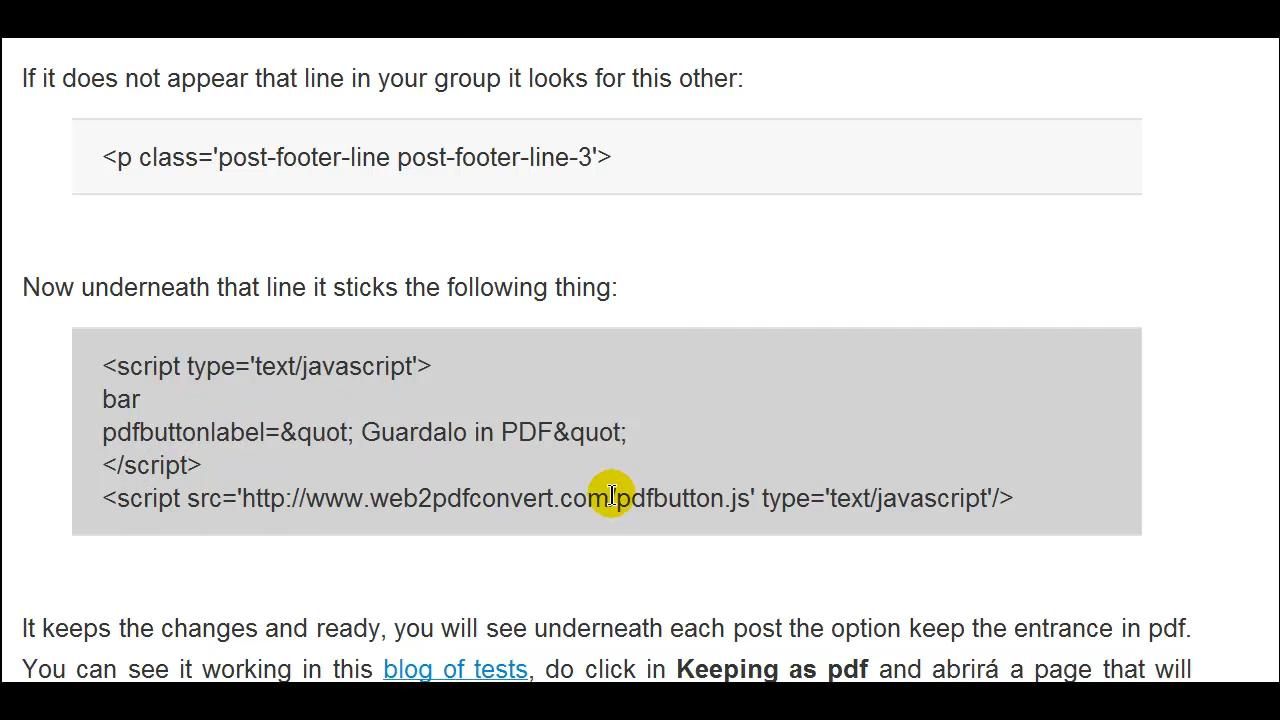 If it does not appear that line in your group it looks for this other:
<p class='post-footer-line post-footer-line-3'>
Now underneath that line it sticks the following thing:
<script type='text/javascript'>
bar
pdfbuttonlabel=&quot; Guardalo in PDF&quot;
</script>
<script src='http://www.web2pdfconvert.com/pdfbutton.js' type='text/javascript'/>
It keeps the changes and ready, you will see underneath each post the option keep the entrance in pdf.
You can see it working in this blog of tests, do click in Keeping as pdf and abrirá a page that will